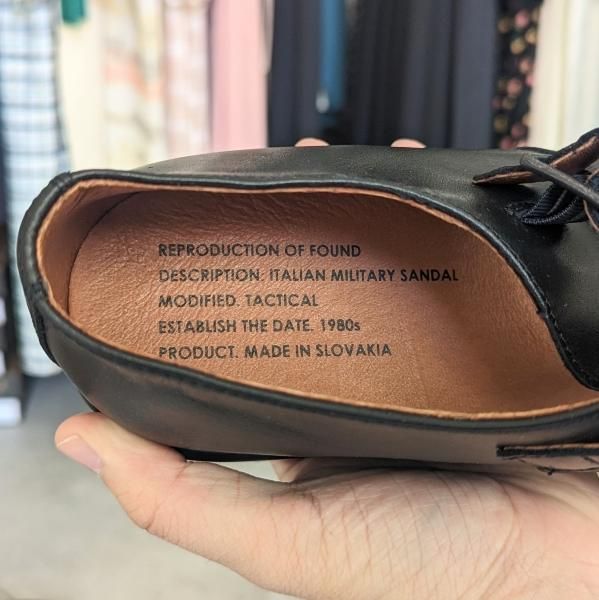 REPRODUCTION OF FOUND
DESCRIPTION. ITALIAN MILITARY SANDAL
MODIFIED. TACTICAL
ESTABLISH THE DATE. 1980s
PRODUCT. MADE IN SLOVAKIA